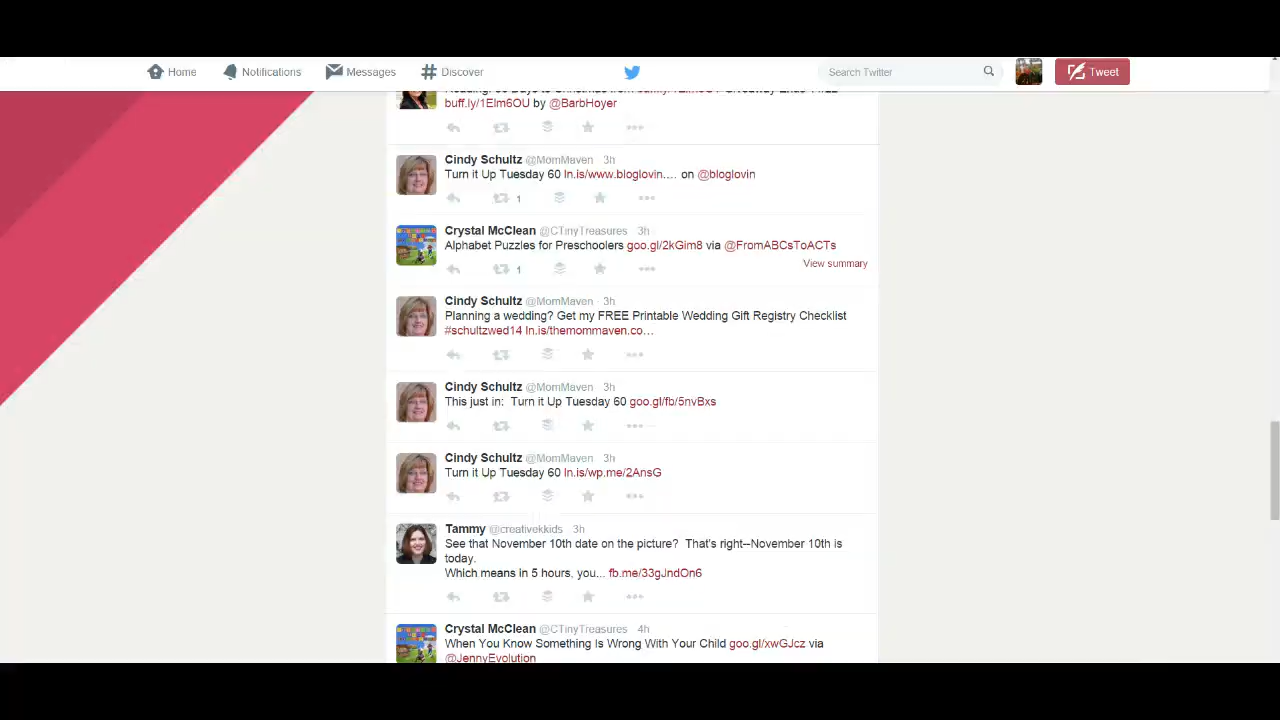 Home Notifications Messages Discover Search Twitter Tweet
buff.ly/1Elm6OU by @BarbHoyer
Cindy Schultz @MomMaven 3h
Turn it Up Tuesday 60 ln.is/www.bloglovin.… on @bloglovin
1
Crystal McClean @CTinyTreasures 3h
Alphabet Puzzles for Preschoolers goo.gl/2kGim8 via @FromABCsToACTs
View summary
1
Cindy Schultz @MomMaven 3h
Planning a wedding? Get my FREE Printable Wedding Gift Registry Checklist
#schultzwed14 ln.is/themommaven.co…
Cindy Schultz @MomMaven 3h
This just in: Turn it Up Tuesday 60 goo.gl/fb/5nvBxs
Cindy Schultz @MomMaven 3h
Turn it Up Tuesday 60 ln.is/wp.me/2AnsG
Tammy @creativekkids 3h
See that November 10th date on the picture? That's right--November 10th is
today.
Which means in 5 hours, you... fb.me/33gJndOn6
Crystal McClean @CTinyTreasures 4h
When You Know Something Is Wrong With Your Child goo.gl/xwGJcz via
@JennyEvolution